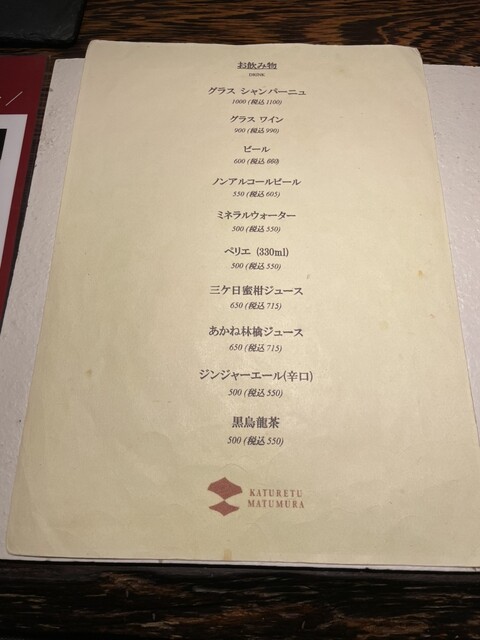 お飲み物
DRINK
グラス シャンパーニュ
1000 (税込 1100)
グラス ワイン
900 (税込 990)
ビール
600 (税込 660)
ノンアルコールビール
550 (税込 605)
ミネラルウォーター
500 (税込 550)
ペリエ (330ml)
500 (税込 550)
三ケ日蜜柑ジュース
650 (税込 715)
あかね林檎ジュース
650 (税込 715)
ジンジャーエール(辛口)
500 (税込 550)
黒烏龍茶
500 (税込 550)
KATURETU
MATUMURA